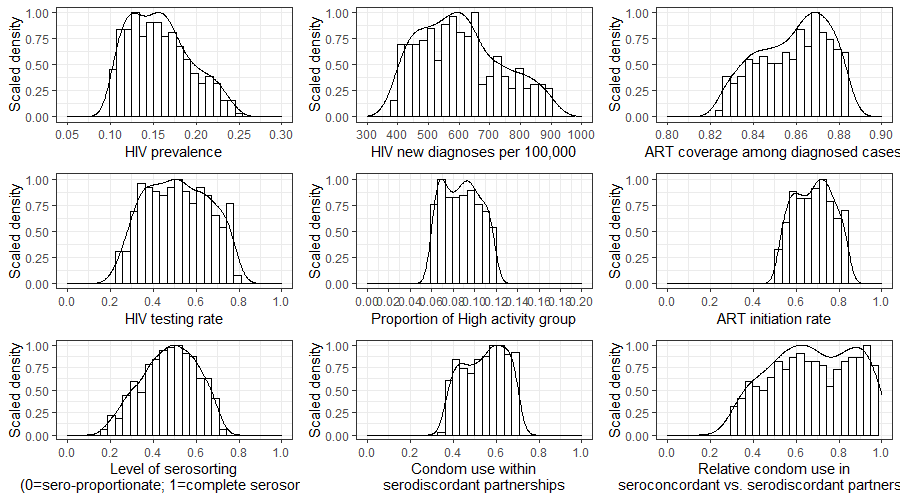 Scaled density
1.00
0.75
0.50
0.25
0.00
0.05 0.10 0.15 0.20 0.25 0.30
HIV prevalence
Scaled density
1.00
0.75
0.50
0.25
0.00
300 400 500 600 700 800 900 1000
HIV new diagnoses per 100,000
Scaled density
1.00
0.75
0.50
0.25
0.00
0.80 0.82 0.84 0.86 0.88 0.90
ART coverage among diagnosed cases
Scaled density
1.00
0.75
0.50
0.25
0.00
0.0 0.2 0.4 0.6 0.8 1.0
HIV testing rate
Scaled density
1.00
0.75
0.50
0.25
0.00
0.00 0.02 0.04 0.06 0.08 0.10 0.12 0.14 0.16 0.18 0.20
Proportion of High activity group
Scaled density
1.00
0.75
0.50
0.25
0.00
0.0 0.2 0.4 0.6 0.8 1.0
ART initiation rate
Scaled density
1.00
0.75
0.50
0.25
0.00
0.0 0.2 0.4 0.6 0.8 1.0
Level of serosorting
(0=sero-proportionate; 1=complete serosor
Scaled density
1.00
0.75
0.50
0.25
0.00
0.0 0.2 0.4 0.6 0.8 1.0
Condom use within
serodiscordant partnerships
Scaled density
1.00
0.75
0.50
0.25
0.00
0.0 0.2 0.4 0.6 0.8 1.0
Relative condom use in
seroconcordant vs. serodiscordant partners